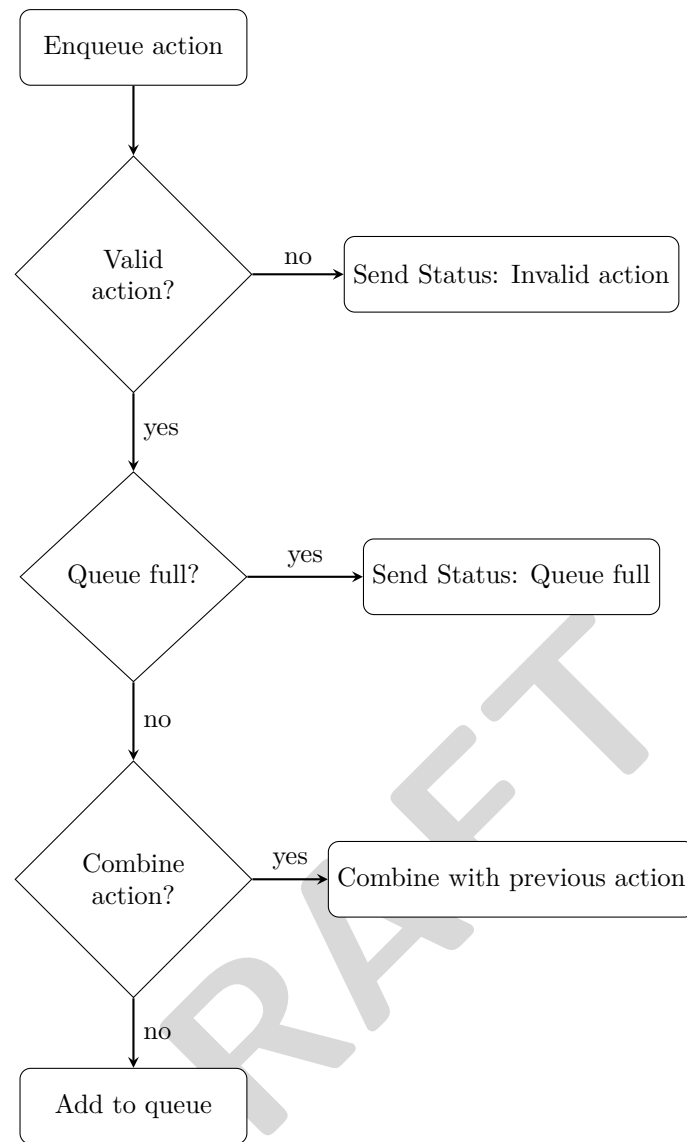 Enqueue action
Valid
action?
no
Send Status: Invalid action
yes
Queue full?
yes
Send Status: Queue full
no
Combine
action?
yes
Combine with previous action
no
Add to queue
RAFT